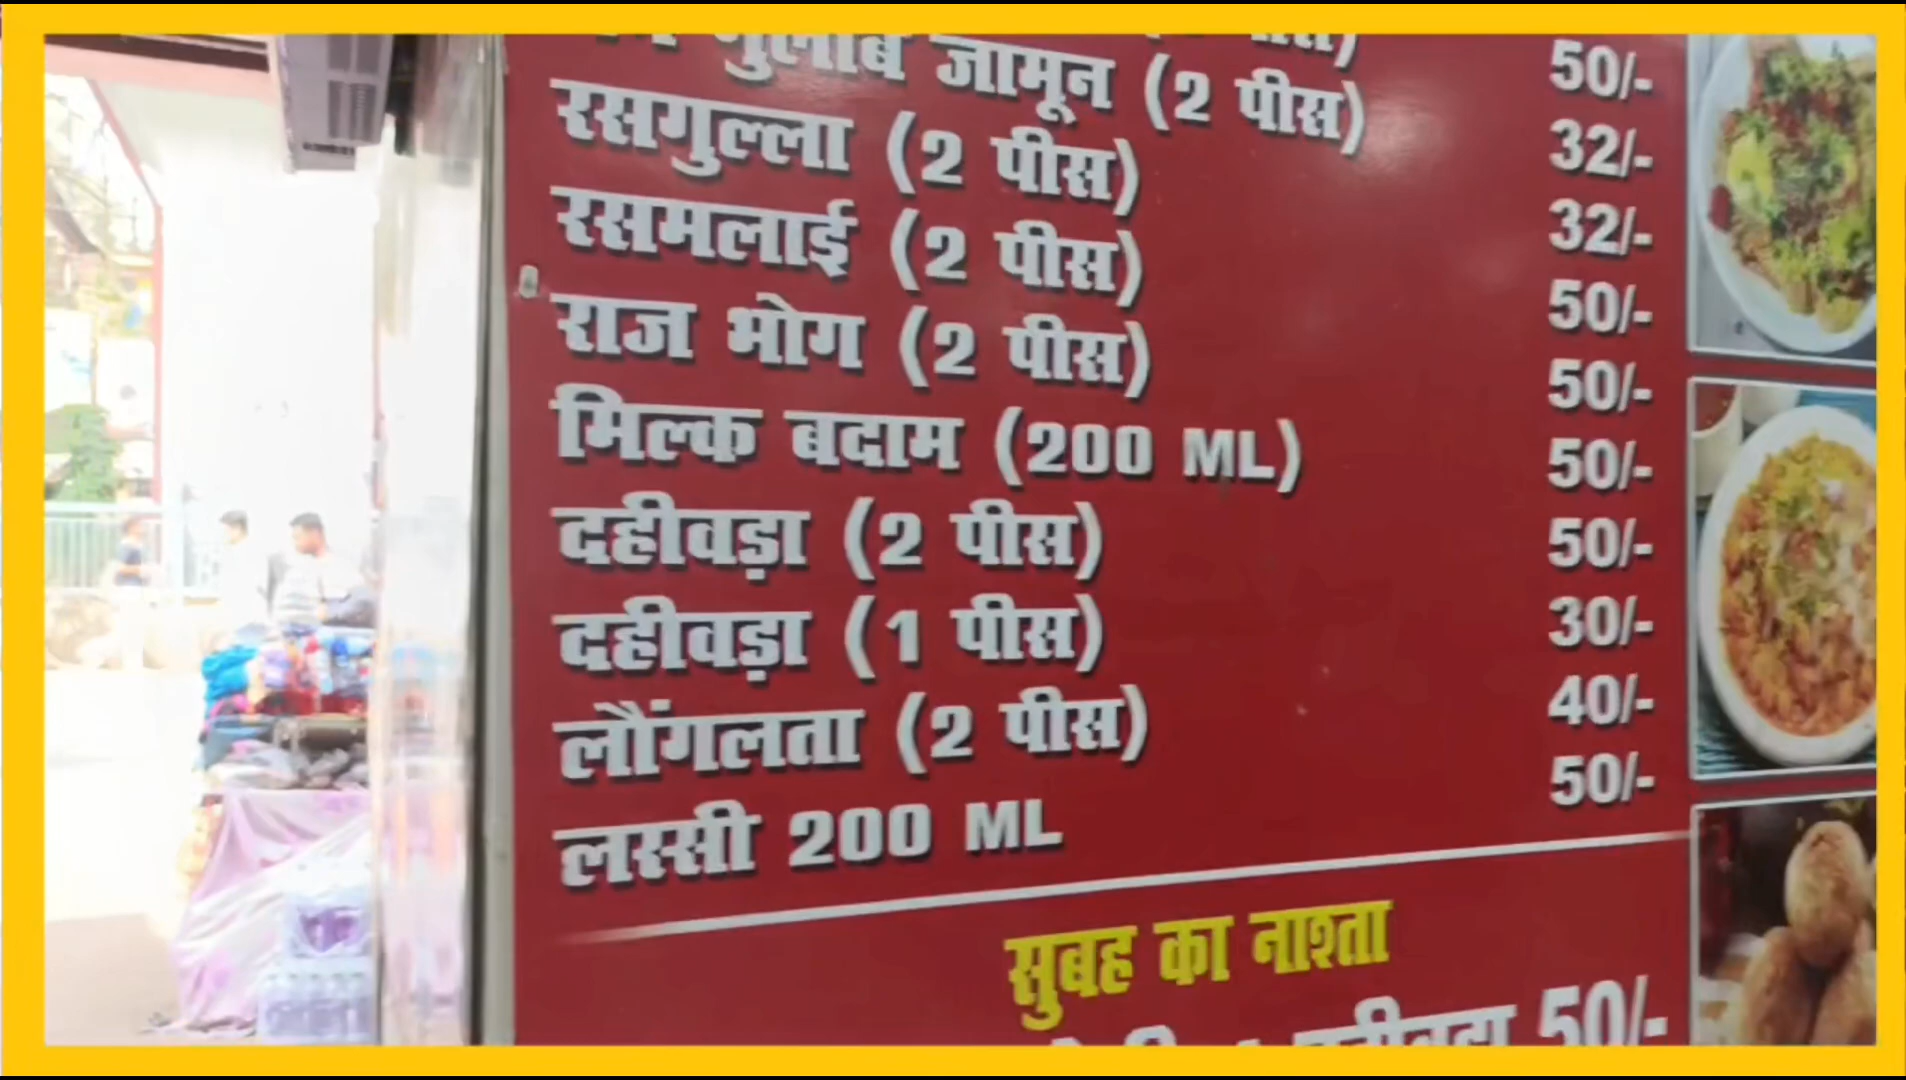 50/-
गुलाब जामून (2 पीस) 32/-
रसगुल्ला (2 पीस) 32/-
रसमलाई (2 पीस) 50/-
राज भोग (2 पीस) 50/-
मिल्क बदाम (200 ML) 50/-
दहीवड़ा (2 पीस) 50/-
दहीवड़ा (1 पीस) 30/-
लौंगलता (2 पीस) 40/-
लस्सी 200 ML 50/-
सुबह का नाश्ता
50/-